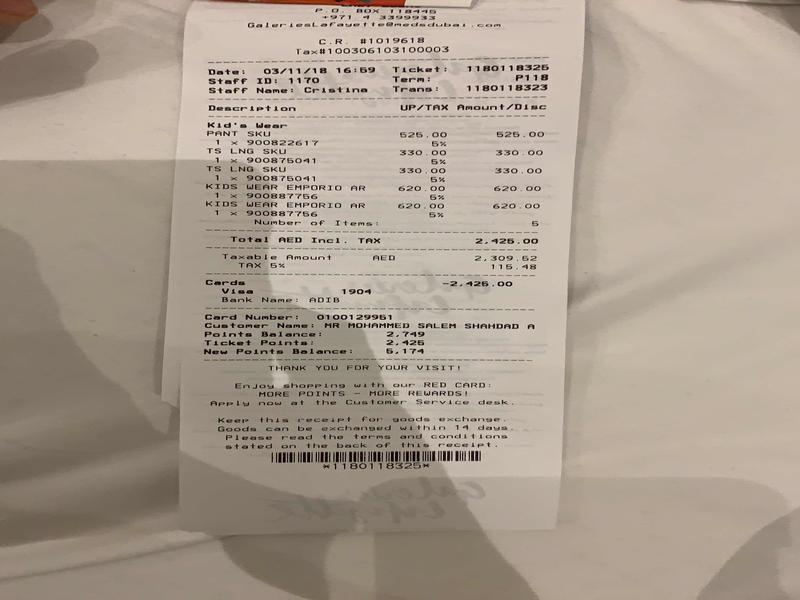 P.O. BOX 118445
+971 4 3399933
GaleriesLafayette@medsdubai.com
C.R. #1019618
Tax#100306103100003
Date: 03/11/18 16:59 Ticket: 1180118325
Staff ID: 1170 Term: P118
Staff Name: Cristina Trans: 1180118323
Description UP/TAX Amount/Disc
Kid's Wear
PANT SKU 525.00 525.00
1 x 900822617 5%
TS LNG SKU 330.00 330.00
1 x 900875041 5%
TS LNG SKU 330.00 330.00
1 x 900875041 5%
KIDS WEAR EMPORIO AR 620.00 620.00
1 x 900887756 5%
KIDS WEAR EMPORIO AR 620.00 620.00
1 x 900887756 5%
Number of Items: 5
Total AED Incl. TAX 2,425.00
Taxable Amount AED 2,309.52
TAX 5% 115.48
Cards -2,425.00
Visa 1904
Bank Name: ADIB
Card Number: 0100129951
Customer Name: MR MOHAMMED SALEM SHAHDAD A
Points Balance: 2,749
Ticket Points: 2,425
New Points Balance: 5,174
THANK YOU FOR YOUR VISIT!
Enjoy shopping with our RED CARD:
MORE POINTS - MORE REWARDS!
Apply now at the Customer Service desk.
Keep this receipt for goods exchange.
Goods can be exchanged within 14 days.
Please read the terms and conditions
stated on the back of this receipt.
*1180118325*